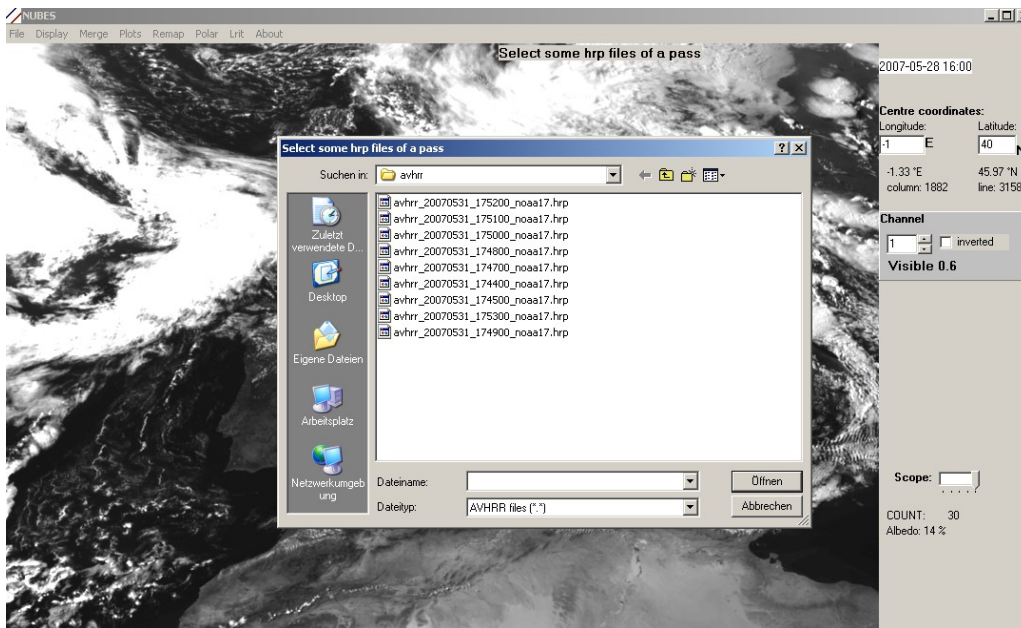 NUBES
File Display Merge Plots Remap Polar Lrit About
Select some hrp files of a pass
2007-05-28 16:00
Centre coordinates:
Longitude: Latitude:
-1 E 40 N
-1.33 °E 45.97 °N
column: 1882 line: 3158
Channel
1 inverted
Visible 0.6
Scope:
COUNT: 30
Albedo: 14 %
Select some hrp files of a pass
Suchen in: avhrr
Zuletzt
verwendete D...
Desktop
Eigene Dateien
Arbeitsplatz
Netzwerkumgeb
ung
avhrr_20070531_175200_noaa17.hrp
avhrr_20070531_175100_noaa17.hrp
avhrr_20070531_175000_noaa17.hrp
avhrr_20070531_174800_noaa17.hrp
avhrr_20070531_174700_noaa17.hrp
avhrr_20070531_174400_noaa17.hrp
avhrr_20070531_174500_noaa17.hrp
avhrr_20070531_175300_noaa17.hrp
avhrr_20070531_174900_noaa17.hrp
Dateiname: Öffnen
Dateityp: AVHRR files (*.*) Abbrechen